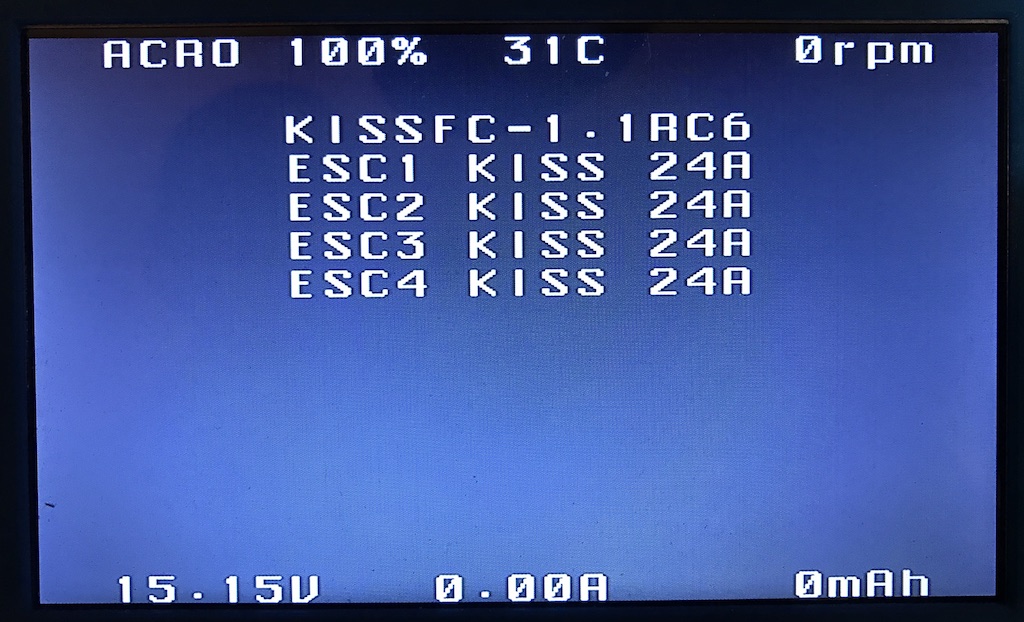 ACRO 100% 31C 0rpm
KISSFC-1.1RC6
ESC1 KISS 24A
ESC2 KISS 24A
ESC3 KISS 24A
ESC4 KISS 24A
15.15V 0.00A 0mAh